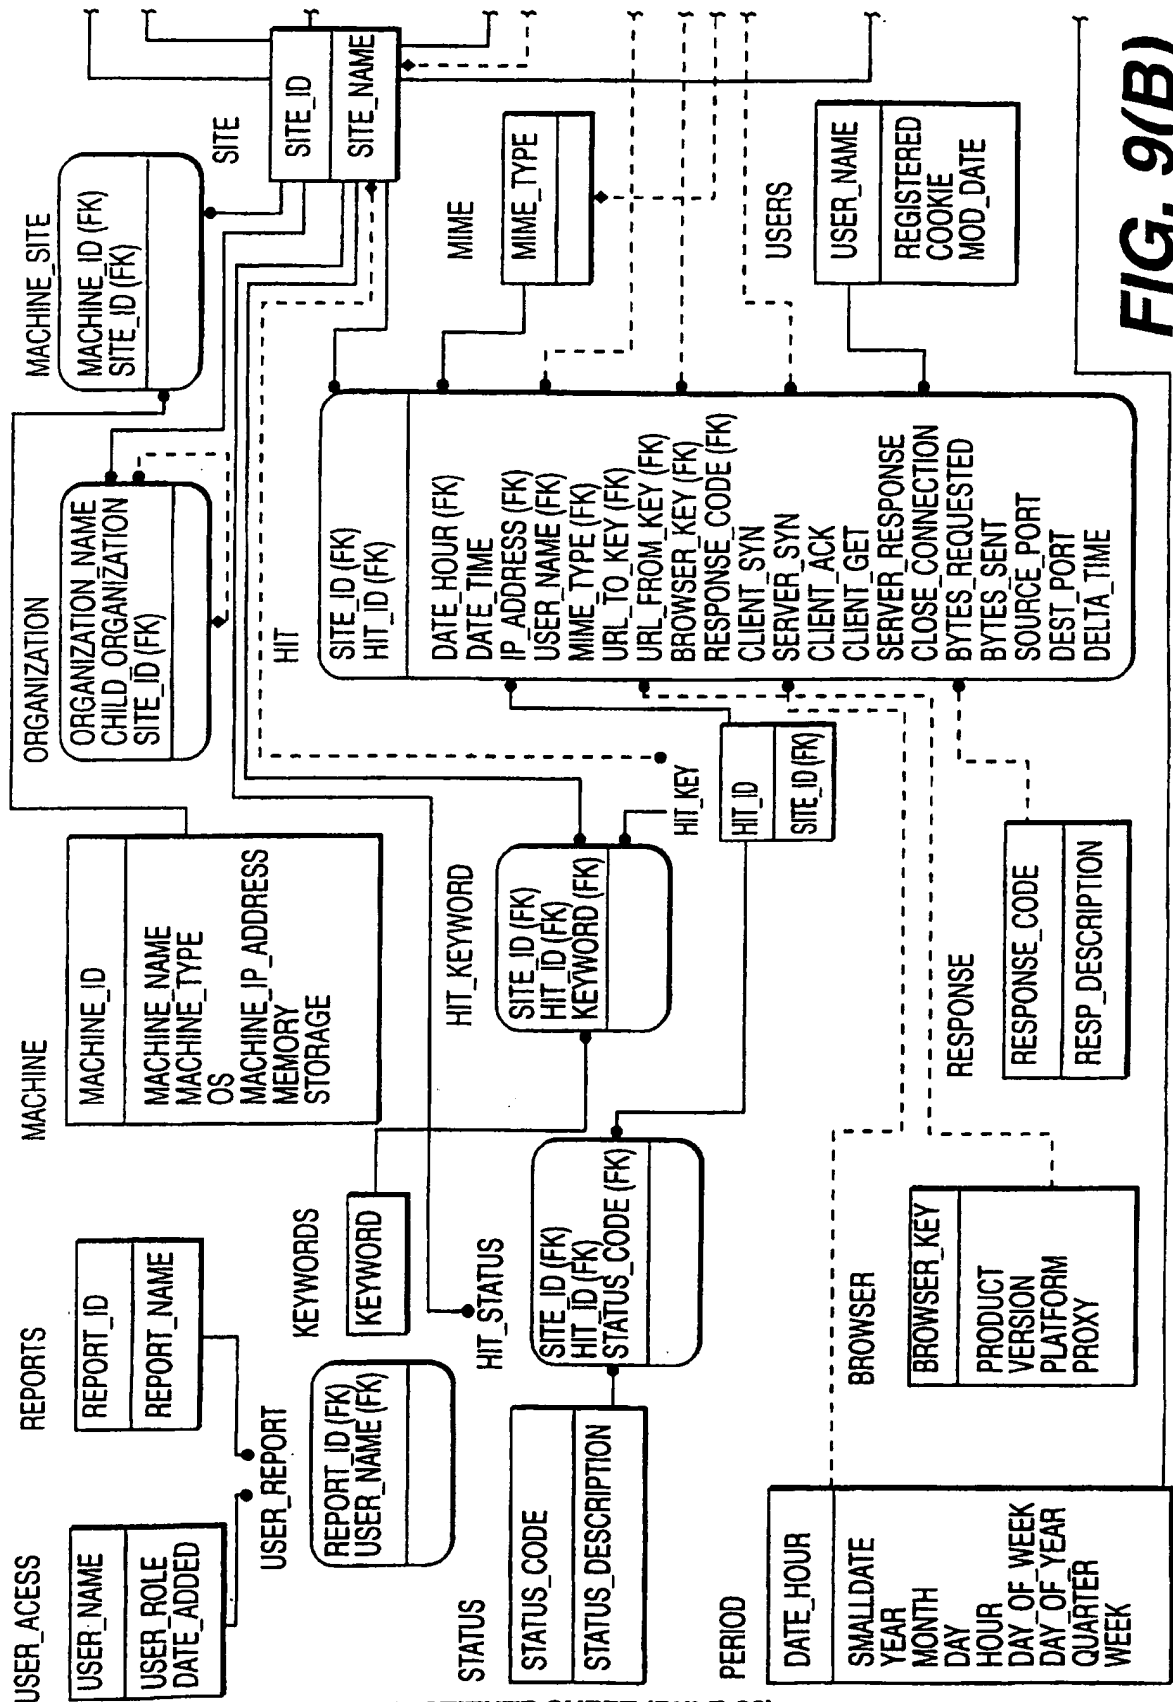 USER_ACESS
USER_NAME
USER_ROLE
DATE_ADDED
REPORTS
REPORT_ID
REPORT_NAME
USER_REPORT
REPORT_ID (FK)
USER_NAME (FK)
MACHINE
MACHINE_ID
MACHINE_NAME
MACHINE_TYPE
OS
MACHINE_IP_ADDRESS
MEMORY
STORAGE
ORGANIZATION
ORGANIZATION_NAME
CHILD_ORGANIZATION
SITE_ID (FK)
MACHINE_SITE
MACHINE_ID (FK)
SITE_ID (FK)
SITE
SITE_ID
SITE_NAME
KEYWORDS
KEYWORD
HIT_STATUS
SITE_ID (FK)
HIT_ID (FK)
STATUS_CODE (FK)
STATUS
STATUS_CODE
STATUS_DESCRIPTION
HIT_KEYWORD
SITE_ID (FK)
HIT_ID (FK)
KEYWORD (FK)
HIT_KEY
HIT_ID
SITE_ID (FK)
HIT
SITE_ID (FK)
HIT_ID (FK)
DATE_HOUR (FK)
DATE_TIME
IP_ADDRESS (FK)
USER_NAME (FK)
MIME_TYPE (FK)
URL_TO_KEY (FK)
URL_FROM_KEY (FK)
BROWSER_KEY (FK)
RESPONSE_CODE (FK)
CLIENT_SYN
SERVER_SYN
CLIENT_ACK
CLIENT_GET
SERVER_RESPONSE
CLOSE_CONNECTION
BYTES_REQUESTED
BYTES_SENT
SOURCE_PORT
DEST_PORT
DELTA_TIME
MIME
MIME_TYPE
USERS
USER_NAME
REGISTERED
COOKIE
MOD_DATE
PERIOD
DATE_HOUR
SMALLDATE
YEAR
MONTH
DAY
HOUR
DAY_OF_WEEK
DAY_OF_YEAR
QUARTER
WEEK
BROWSER
BROWSER_KEY
PRODUCT
VERSION
PLATFORM
PROXY
RESPONSE
RESPONSE_CODE
RESP_DESCRIPTION
FIG. 9(B)